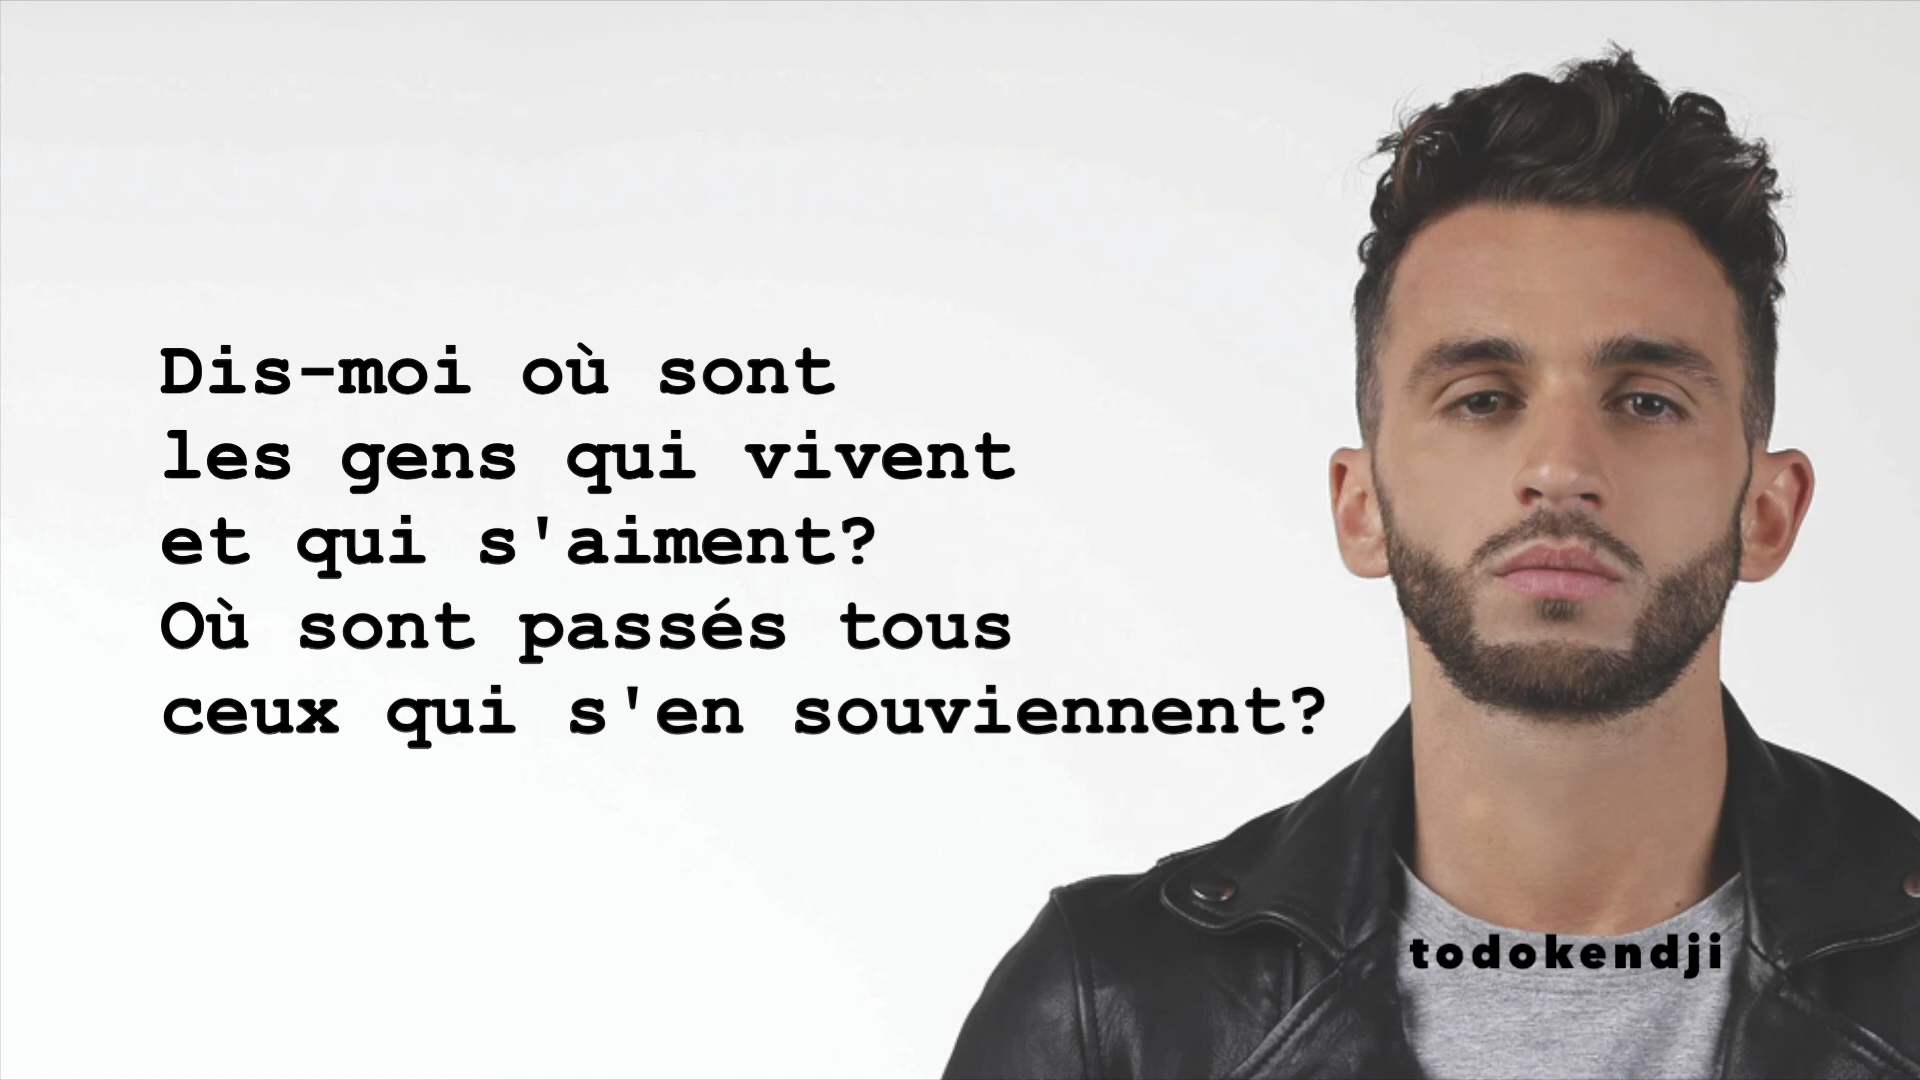 Dis-moi où sont
les gens qui vivent
et qui s'aiment?
Où sont passés tous
ceux qui s'en souviennent?
todokendji